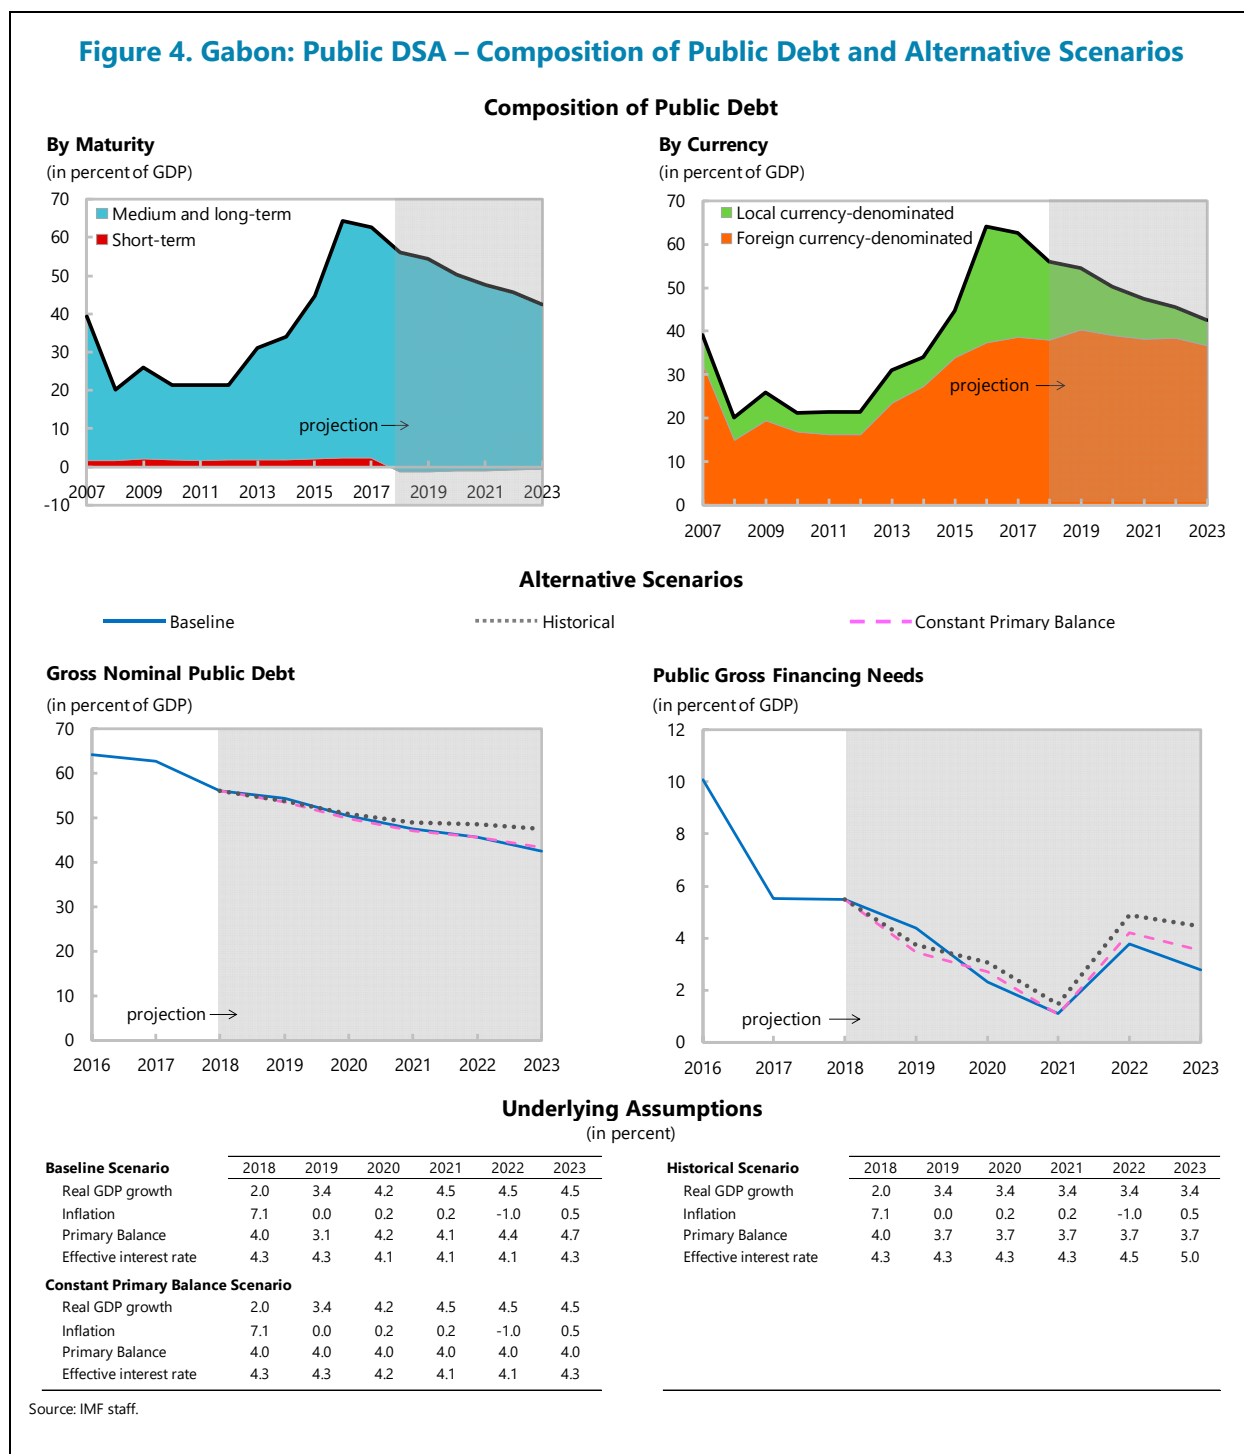 Figure 4. Gabon: Public DSA – Composition of Public Debt and Alternative Scenarios
Composition of Public Debt
By Maturity
(in percent of GDP)
70
60
50
40
30
20
10
0
-10
Medium and long-term
Short-term
projection
2007 2009 2011 2013 2015 2017 2019 2021 2023
By Currency
(in percent of GDP)
70
60
50
40
30
20
10
0
Local currency-denominated
Foreign currency-denominated
projection
2007 2009 2011 2013 2015 2017 2019 2021 2023
Alternative Scenarios
Baseline Historical Constant Primary Balance
Gross Nominal Public Debt
(in percent of GDP)
70
60
50
40
30
20
10
0
projection
2016 2017 2018 2019 2020 2021 2022 2023
Public Gross Financing Needs
(in percent of GDP)
12
10
8
6
4
2
0
projection
2016 2017 2018 2019 2020 2021 2022 2023
Underlying Assumptions
(in percent)
Baseline Scenario 2018 2019 2020 2021 2022 2023
Real GDP growth 2.0 3.4 4.2 4.5 4.5 4.5
Inflation 7.1 0.0 0.2 0.2 -1.0 0.5
Primary Balance 4.0 3.1 4.2 4.1 4.4 4.7
Effective interest rate 4.3 4.3 4.1 4.1 4.1 4.3
Constant Primary Balance Scenario
Real GDP growth 2.0 3.4 4.2 4.5 4.5 4.5
Inflation 7.1 0.0 0.2 0.2 -1.0 0.5
Primary Balance 4.0 4.0 4.0 4.0 4.0 4.0
Effective interest rate 4.3 4.3 4.2 4.1 4.1 4.3
Historical Scenario 2018 2019 2020 2021 2022 2023
Real GDP growth 2.0 3.4 3.4 3.4 3.4 3.4
Inflation 7.1 0.0 0.2 0.2 -1.0 0.5
Primary Balance 4.0 3.7 3.7 3.7 3.7 3.7
Effective interest rate 4.3 4.3 4.3 4.3 4.5 5.0
Source: IMF staff.